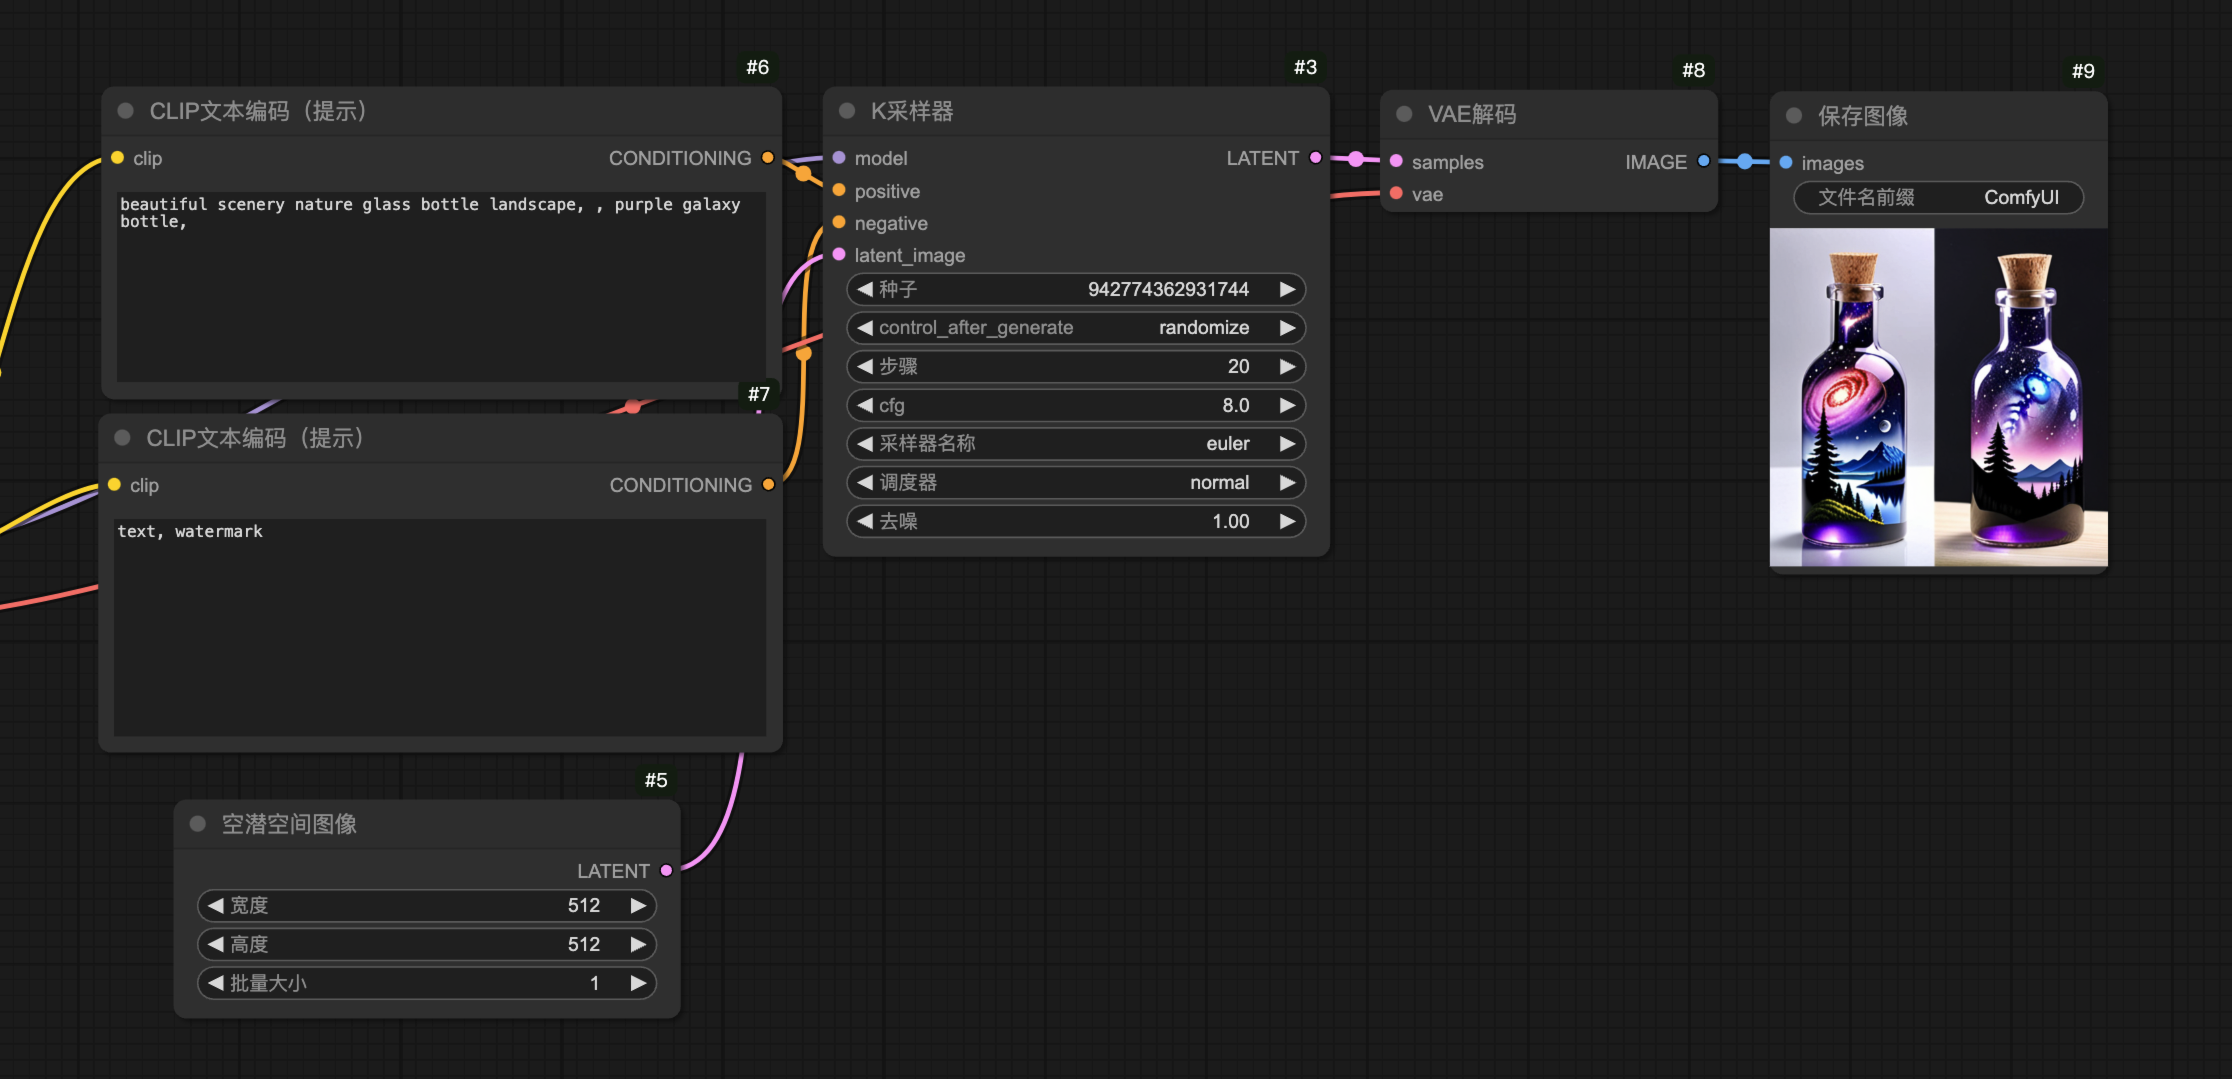 #6
CLIP文本编码（提示）
clip
CONDITIONING
beautiful scenery nature glass bottle landscape, , purple galaxy
bottle,
#7
CLIP文本编码（提示）
clip
CONDITIONING
text, watermark
#5
空潜空间图像
LATENT
宽度 512
高度 512
批量大小 1
#3
K采样器
model
LATENT
positive
negative
latent_image
种子 942774362931744
control_after_generate randomize
步骤 20
cfg 8.0
采样器名称 euler
调度器 normal
去噪 1.00
#8
VAE解码
samples
IMAGE
vae
#9
保存图像
images
文件名前缀 ComfyUI